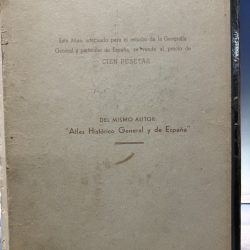 Este Atlas, adecuado para el estudio de la Geografía
General y particular de España, se vende al precio de
CIEN PESETAS
DEL MISMO AUTOR:
"Atlas Histórico General y de España"